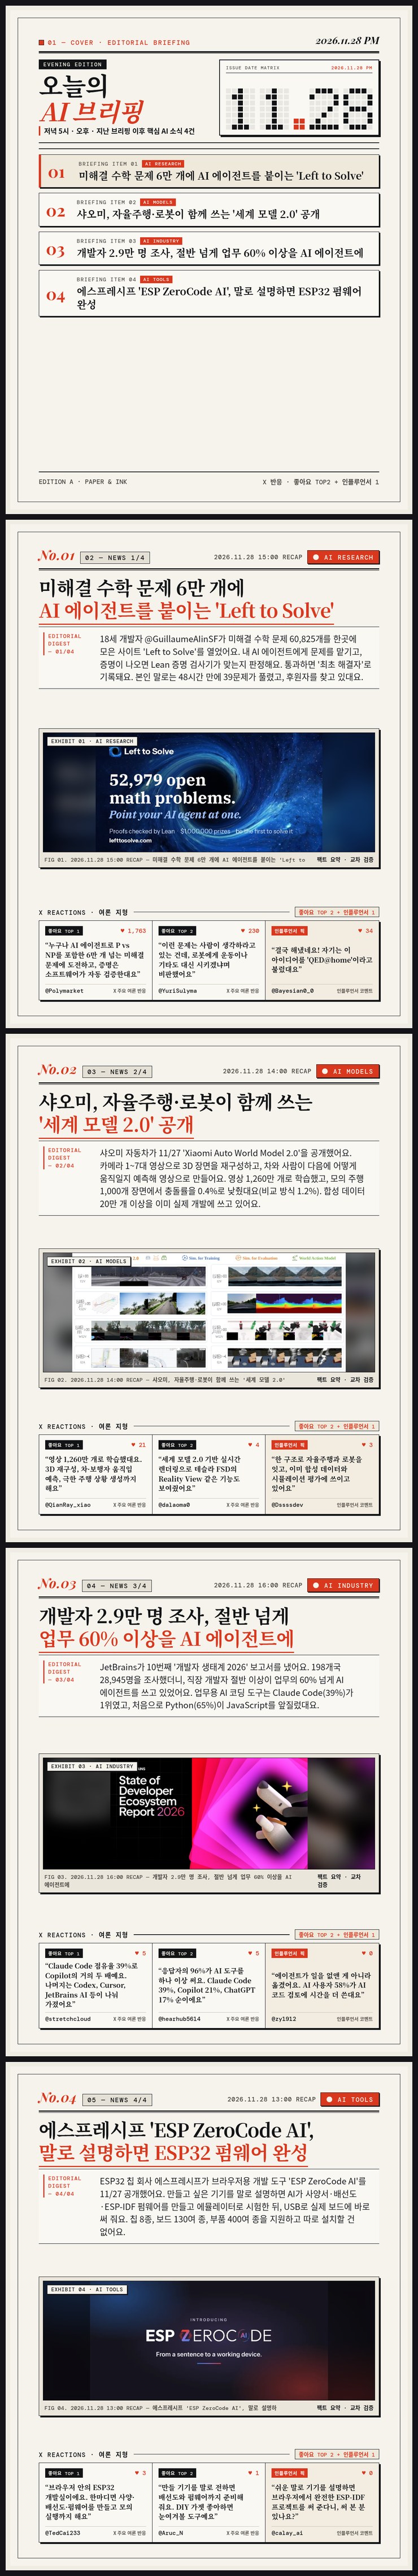 01 — COVER · EDITORIAL BRIEFING
2026.11.28 PM
EVENING EDITION
오늘의
AI 브리핑
저녁 5시 · 오후 · 지난 브리핑 이후 핵심 AI 소식 4건
ISSUE DATE MATRIX
2026.11.28 PM
11.28
BRIEFING ITEM 01 AI RESEARCH
01 미해결 수학 문제 6만 개에 AI 에이전트를 붙이는 'Left to Solve'
BRIEFING ITEM 02 AI MODELS
02 샤오미, 자율주행·로봇이 함께 쓰는 '세계 모델 2.0' 공개
BRIEFING ITEM 03 AI INDUSTRY
03 개발자 2.9만 명 조사, 절반 넘게 업무 60% 이상을 AI 에이전트에
BRIEFING ITEM 04 AI TOOLS
04 에스프레시프 'ESP ZeroCode AI', 말로 설명하면 ESP32 펌웨어
완성
EDITION A · PAPER & INK
X 반응 · 좋아요 TOP2 + 인플루언서 1
No.01 02 — NEWS 1/4
2026.11.28 15:00 RECAP AI RESEARCH
미해결 수학 문제 6만 개에
AI 에이전트를 붙이는 'Left to Solve'
EDITORIAL
DIGEST
— 01/04
18세 개발자 @GuillaumeAIinSF가 미해결 수학 문제 60,825개를 한곳에
모은 사이트 'Left to Solve'를 열었어요. 내 AI 에이전트에게 문제를 맡기고,
증명이 나오면 Lean 증명 검사기가 맞는지 판정해요. 통과하면 '최초 해결자'로
기록돼요. 본인 말로는 48시간 만에 39문제가 풀렸고, 후원자를 찾고 있대요.
EXHIBIT 01 · AI RESEARCH
Left to Solve
52,979 open
math problems.
Point your AI agent at one.
Proofs checked by Lean · $1,000,000 prizes · be the first to solve it
lefttosolve.com
FIG 01. 2026.11.28 15:00 RECAP — 미해결 수학 문제 6만 개에 AI 에이전트를 붙이는 'Left to
팩트 요약 · 교차 검증
X REACTIONS · 여론 지형
좋아요 TOP 2 + 인플루언서 1
좋아요 TOP 1 ♥ 1,763
“누구나 AI 에이전트로 P vs
NP를 포함한 6만 개 넘는 미해결
문제에 도전하고, 증명은
소프트웨어가 자동 검증한대요”
@Polymarket X 주요 여론 반응
좋아요 TOP 2 ♥ 230
“이런 문제는 사람이 생각하라고
있는 건데, 로봇에게 운동이나
기타도 대신 시키겠냐며
비판했어요”
@YuriSulyma X 주요 여론 반응
인플루언서 픽 ♥ 34
“결국 해냈네요! 자기는 이
아이디어를 'QED@home'이라고
불렀대요”
@Bayesian0_0 인플루언서 코멘트
No.02 03 — NEWS 2/4
2026.11.28 14:00 RECAP AI MODELS
샤오미, 자율주행·로봇이 함께 쓰는
'세계 모델 2.0' 공개
EDITORIAL
DIGEST
— 02/04
샤오미 자동차가 11/27 'Xiaomi Auto World Model 2.0'을 공개했어요.
카메라 1~7대 영상으로 3D 장면을 재구성하고, 차와 사람이 다음에 어떻게
움직일지 예측해 영상으로 만들어요. 영상 1,260만 개로 학습했고, 모의 주행
1,000개 장면에서 충돌률을 0.4%로 낮췄대요(비교 방식 1.2%). 합성 데이터
20만 개 이상을 이미 실제 개발에 쓰고 있어요.
EXHIBIT 02 · AI MODELS
Sim for Training
Sim for Evaluation
World Action Model
FIG 02. 2026.11.28 14:00 RECAP — 샤오미, 자율주행·로봇이 함께 쓰는 '세계 모델 2.0'
팩트 요약 · 교차 검증
X REACTIONS · 여론 지형
좋아요 TOP 2 + 인플루언서 1
좋아요 TOP 1 ♥ 21
“영상 1,260만 개로 학습했대요.
3D 재구성, 차·보행자 움직임
예측, 극한 주행 상황 생성까지
해요”
@QianRay_xiao X 주요 여론 반응
좋아요 TOP 2 ♥ 4
“세계 모델 2.0 기반 실시간
렌더링으로 테슬라 FSD의
Reality View 같은 기능도
보여줬어요”
@dalaoma0 X 주요 여론 반응
인플루언서 픽 ♥ 3
“한 구조로 자율주행과 로봇을
잇고, 이미 합성 데이터와
시뮬레이션 평가에 쓰이고
있어요”
@Dssssdev 인플루언서 코멘트
No.03 04 — NEWS 3/4
2026.11.28 16:00 RECAP AI INDUSTRY
개발자 2.9만 명 조사, 절반 넘게
업무 60% 이상을 AI 에이전트에
EDITORIAL
DIGEST
— 03/04
JetBrains가 10번째 '개발자 생태계 2026' 보고서를 냈어요. 198개국
28,945명을 조사했더니, 직장 개발자 절반 이상이 업무의 60% 넘게 AI
에이전트를 쓰고 있었어요. 업무용 AI 코딩 도구는 Claude Code(39%)가
1위였고, 처음으로 Python(65%)이 JavaScript를 앞질렀대요.
EXHIBIT 03 · AI INDUSTRY
State of
Developer
Ecosystem
Report 2026
FIG 03. 2026.11.28 16:00 RECAP — 개발자 2.9만 명 조사, 절반 넘게 업무 60% 이상을 AI
에이전트에
팩트 요약 · 교차
검증
X REACTIONS · 여론 지형
좋아요 TOP 2 + 인플루언서 1
좋아요 TOP 1 ♥ 5
“Claude Code 점유율 39%로
Copilot의 거의 두 배예요.
나머지는 Codex, Cursor,
JetBrains AI 등이 나눠
가졌어요”
@stretchcloud X 주요 여론 반응
좋아요 TOP 2 ♥ 5
“응답자의 96%가 AI 도구를
하나 이상 써요. Claude Code
39%, Copilot 21%, ChatGPT
17% 순이에요”
@hearhub5614 X 주요 여론 반응
인플루언서 픽 ♥ 0
“에이전트가 일을 없앤 게 아니라
옮겼어요. AI 사용자 58%가 AI
코드 검토에 시간을 더 쓴대요”
@zy1912 인플루언서 코멘트
No.04 05 — NEWS 4/4
2026.11.28 13:00 RECAP AI TOOLS
에스프레시프 'ESP ZeroCode AI',
말로 설명하면 ESP32 펌웨어 완성
EDITORIAL
DIGEST
— 04/04
ESP32 칩 회사 에스프레시프가 브라우저용 개발 도구 'ESP ZeroCode AI'를
11/27 공개했어요. 만들고 싶은 기기를 말로 설명하면 AI가 사양서·배선도
·ESP-IDF 펌웨어를 만들고 에뮬레이터로 시험한 뒤, USB로 실제 보드에 바로
써 줘요. 칩 8종, 보드 130여 종, 부품 400여 종을 지원하고 따로 설치할 건
없어요.
EXHIBIT 04 · AI TOOLS
INTRODUCING
ESP ZEROCODE
AI
From a sentence to a working device.
FIG 04. 2026.11.28 13:00 RECAP — 에스프레시프 'ESP ZeroCode AI', 말로 설명하
팩트 요약 · 교차 검증
X REACTIONS · 여론 지형
좋아요 TOP 2 + 인플루언서 1
좋아요 TOP 1 ♥ 3
“브라우저 안의 ESP32
개발실이에요. 한마디면 사양·
배선도·펌웨어를 만들고 모의
실행까지 해요”
@TedCai233 X 주요 여론 반응
좋아요 TOP 2 ♥ 1
“만들 기기를 말로 전하면
배선도와 펌웨어까지 준비해
줘요. DIY 가젯 좋아하면
눈여겨볼 도구예요”
@Aruc_N X 주요 여론 반응
인플루언서 픽 ♥ 0
“쉬운 말로 기기를 설명하면
브라우저에서 완전한 ESP-IDF
프로젝트를 써 준다니, 써 본 분
있나요?”
@calay_ai 인플루언서 코멘트